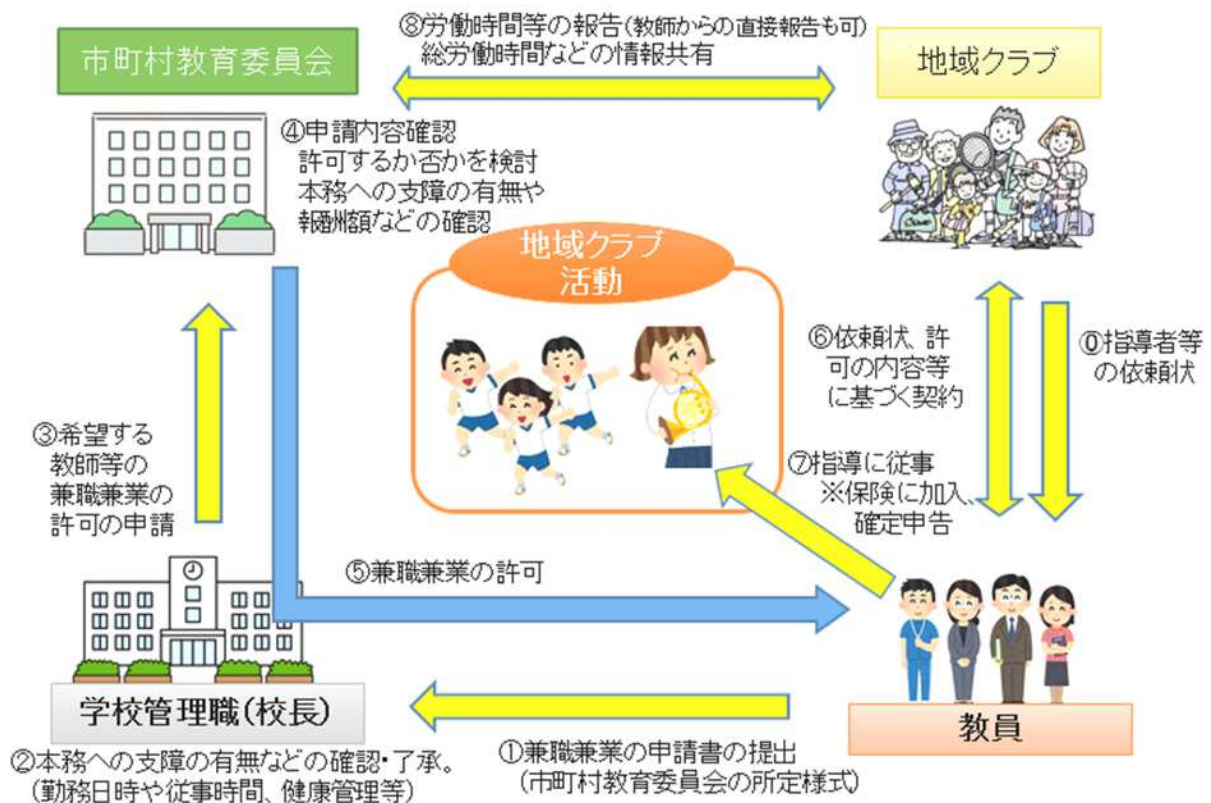 ⑧労働時間等の報告(教師からの直接報告も可)
総労働時間などの情報共有
市町村教育委員会
地域クラブ
④申請内容確認
許可するか否かを検討
本務への支障の有無や
報酬額などの確認
地域クラブ
活動
⑥依頼状、許
可の内容等
に基づく契約
⓪指導者等
の依頼状
③希望する
教師等の
兼職兼業の
許可の申請
⑦指導に従事
※保険に加入、
確定申告
⑤兼職兼業の許可
学校管理職(校長)
教員
②本務への支障の有無などの確認・了承。
(勤務日時や従事時間、健康管理等)
①兼職兼業の申請書の提出
(市町村教育委員会の所定様式)